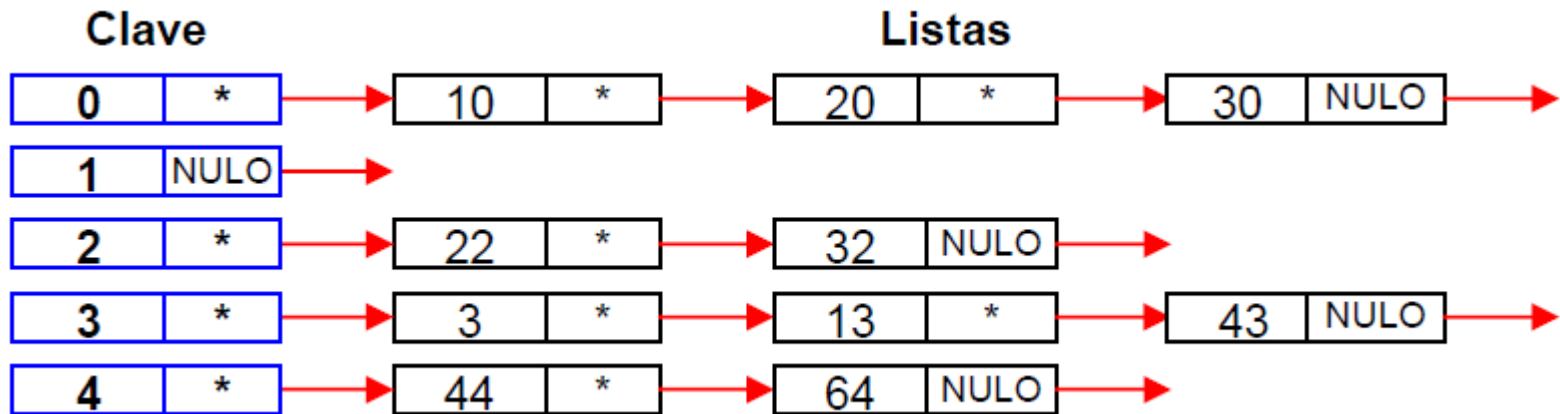 Clave Listas
0 * 10 * 20 * 30 NULO
1 NULO
2 * 22 * 32 NULO
3 * 3 * 13 * 43 NULO
4 * 44 * 64 NULO